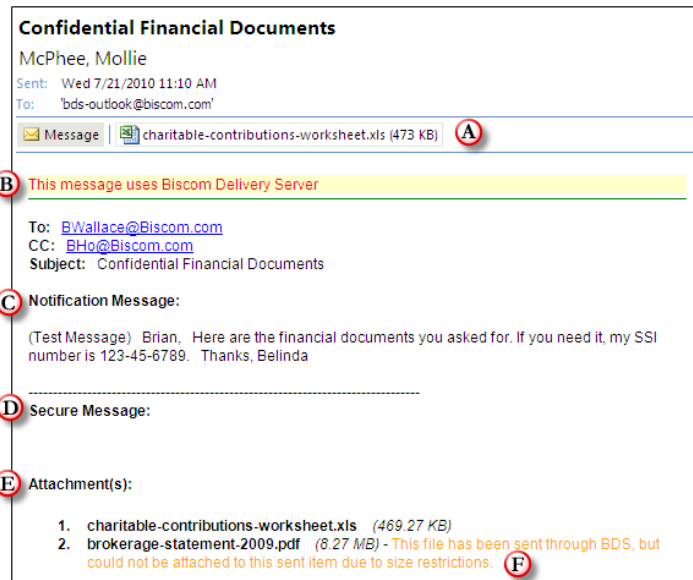 Confidential Financial Documents
McPhee, Mollie
Sent: Wed 7/21/2010 11:10 AM
To: 'bds-outlook@biscom.com'
Message charitable-contributions-worksheet.xls (473 KB) A
B This message uses Biscom Delivery Server
To: BWallace@Biscom.com
CC: BHo@Biscom.com
Subject: Confidential Financial Documents
C Notification Message:
(Test Message) Brian, Here are the financial documents you asked for. If you need it, my SSI
number is 123-45-6789. Thanks, Belinda
--------------------------------------------------------------------------------
D Secure Message:
E Attachment(s):
1. charitable-contributions-worksheet.xls (469.27 KB)
2. brokerage-statement-2009.pdf (8.27 MB) - This file has been sent through BDS, but
could not be attached to this sent item due to size restrictions. F